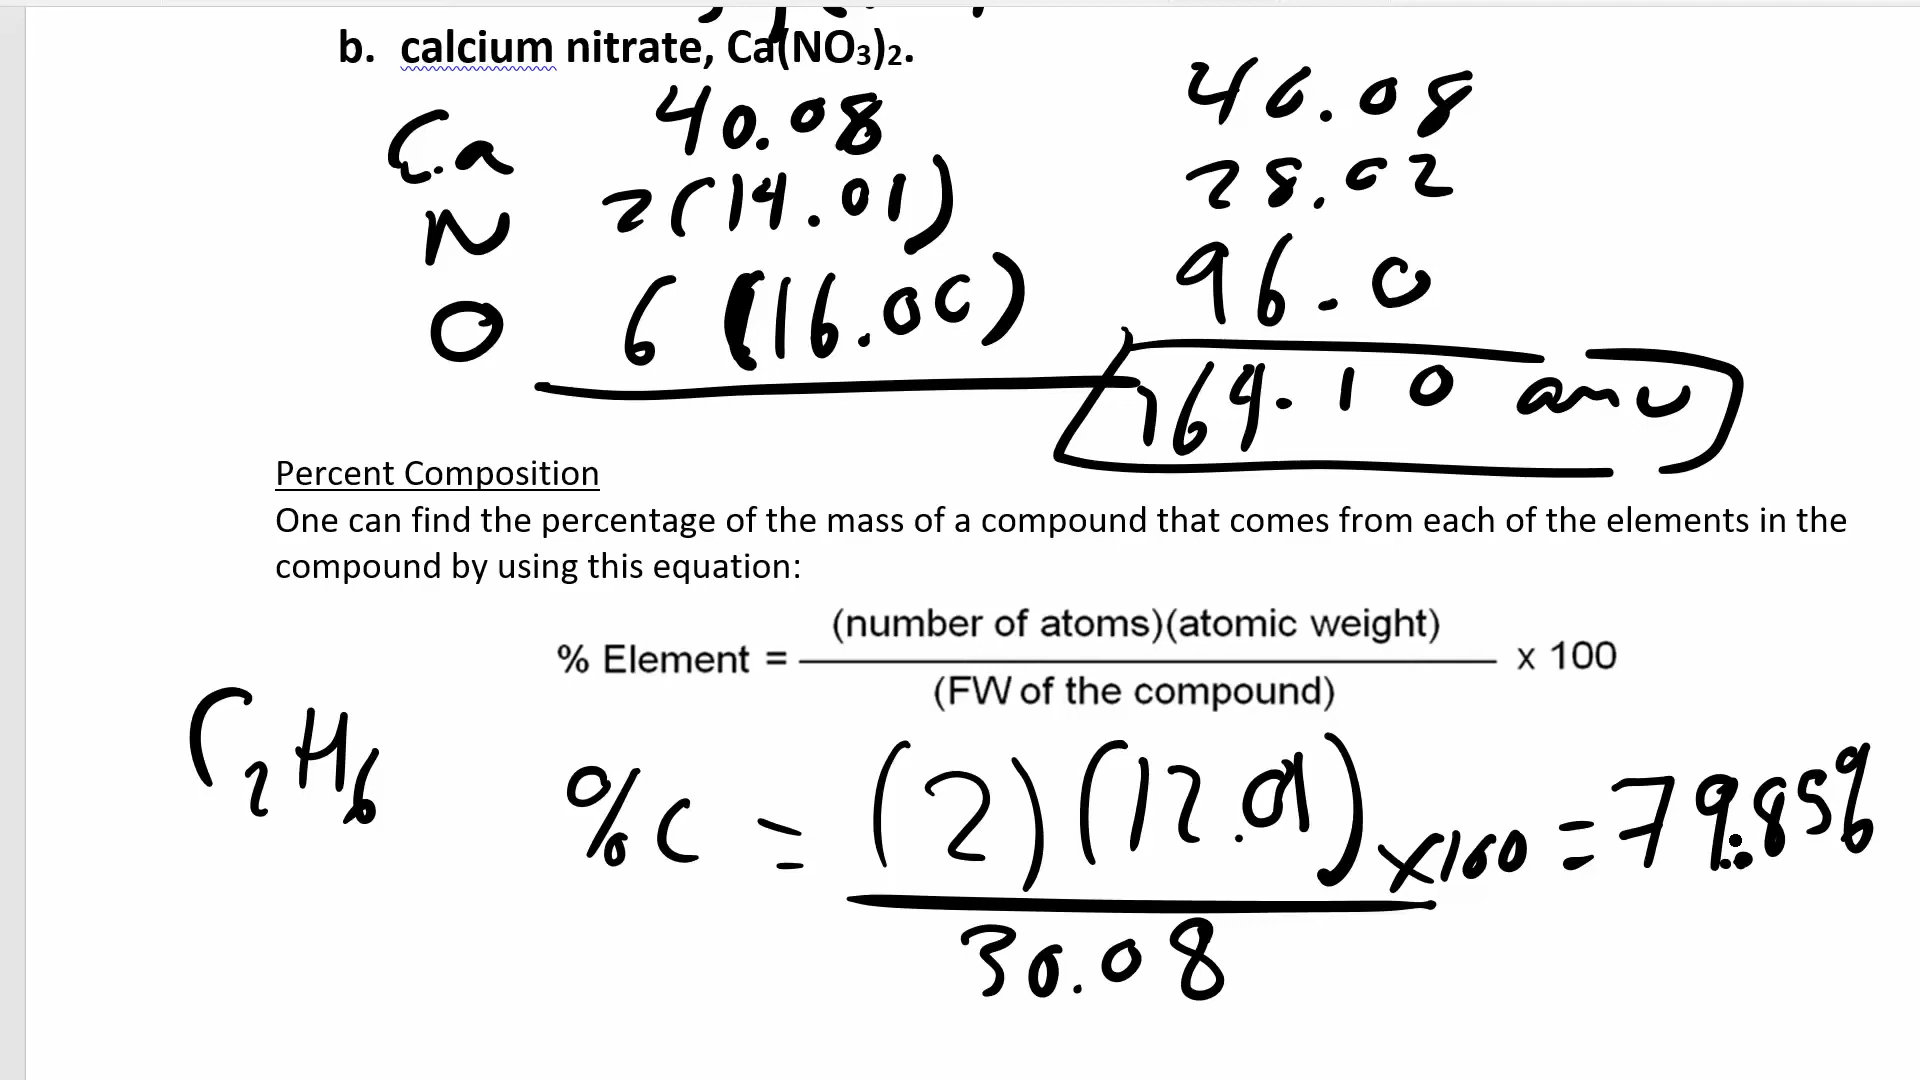 b. calcium nitrate, Ca(NO₃)₂.
Ca 40.08 40.08
N 2(14.01) 28.02
O 6(16.00) 96.0
164.10 amu
Percent Composition
One can find the percentage of the mass of a compound that comes from each of the elements in the
compound by using this equation:
(number of atoms)(atomic weight)
% Element = x 100
(FW of the compound)
C₂H₆ %C = (2)(12.01) x100 = 79.85%
30.08